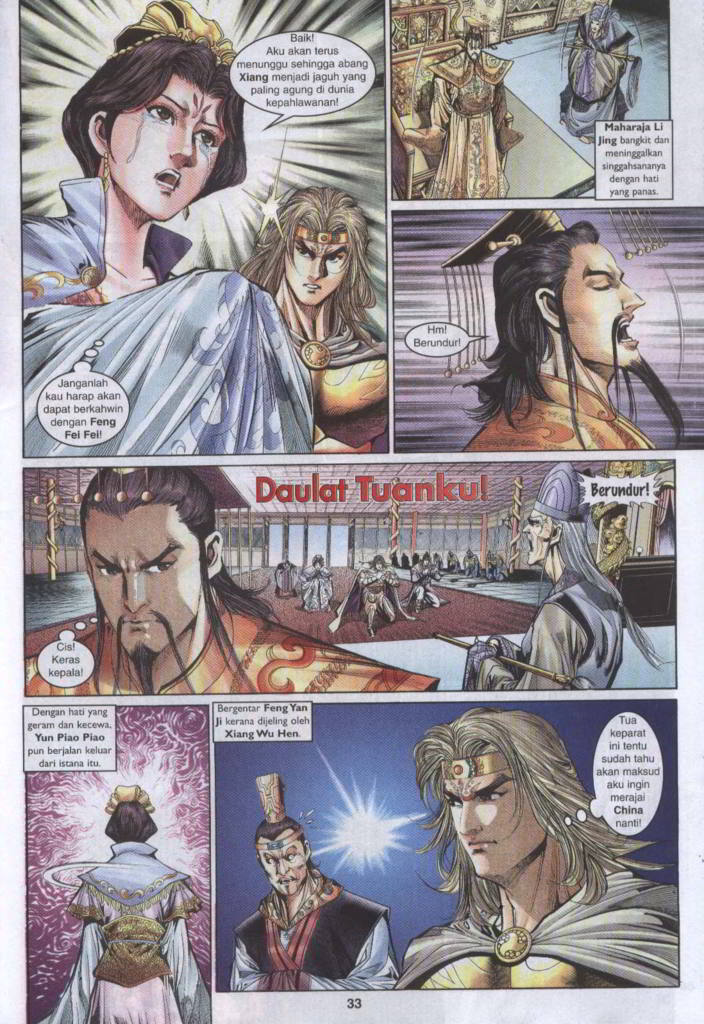 Baik!
Aku akan terus
menunggu sehingga abang
Xiang menjadi jaguh yang
paling agung di dunia
kepahlawanan!
Janganlah
kau harap akan
dapat berkahwin
dengan Feng
Fei Fei!
Maharaja Li
Jing bangkit dan
meninggalkan
singgahsananya
dengan hati
yang panas.
Hm!
Berundur!
Cis!
Keras
kepala!
Daulat Tuanku!
Berundur!
Dengan hati yang
geram dan kecewa,
Yun Piao Piao
pun berjalan keluar
dari istana itu.
Bergentar Feng Yan
Ji kerana dijeling oleh
Xiang Wu Hen.
Tua
keparat
ini tentu
sudah tahu
akan maksud
aku ingin
merajai
China
nanti!
33